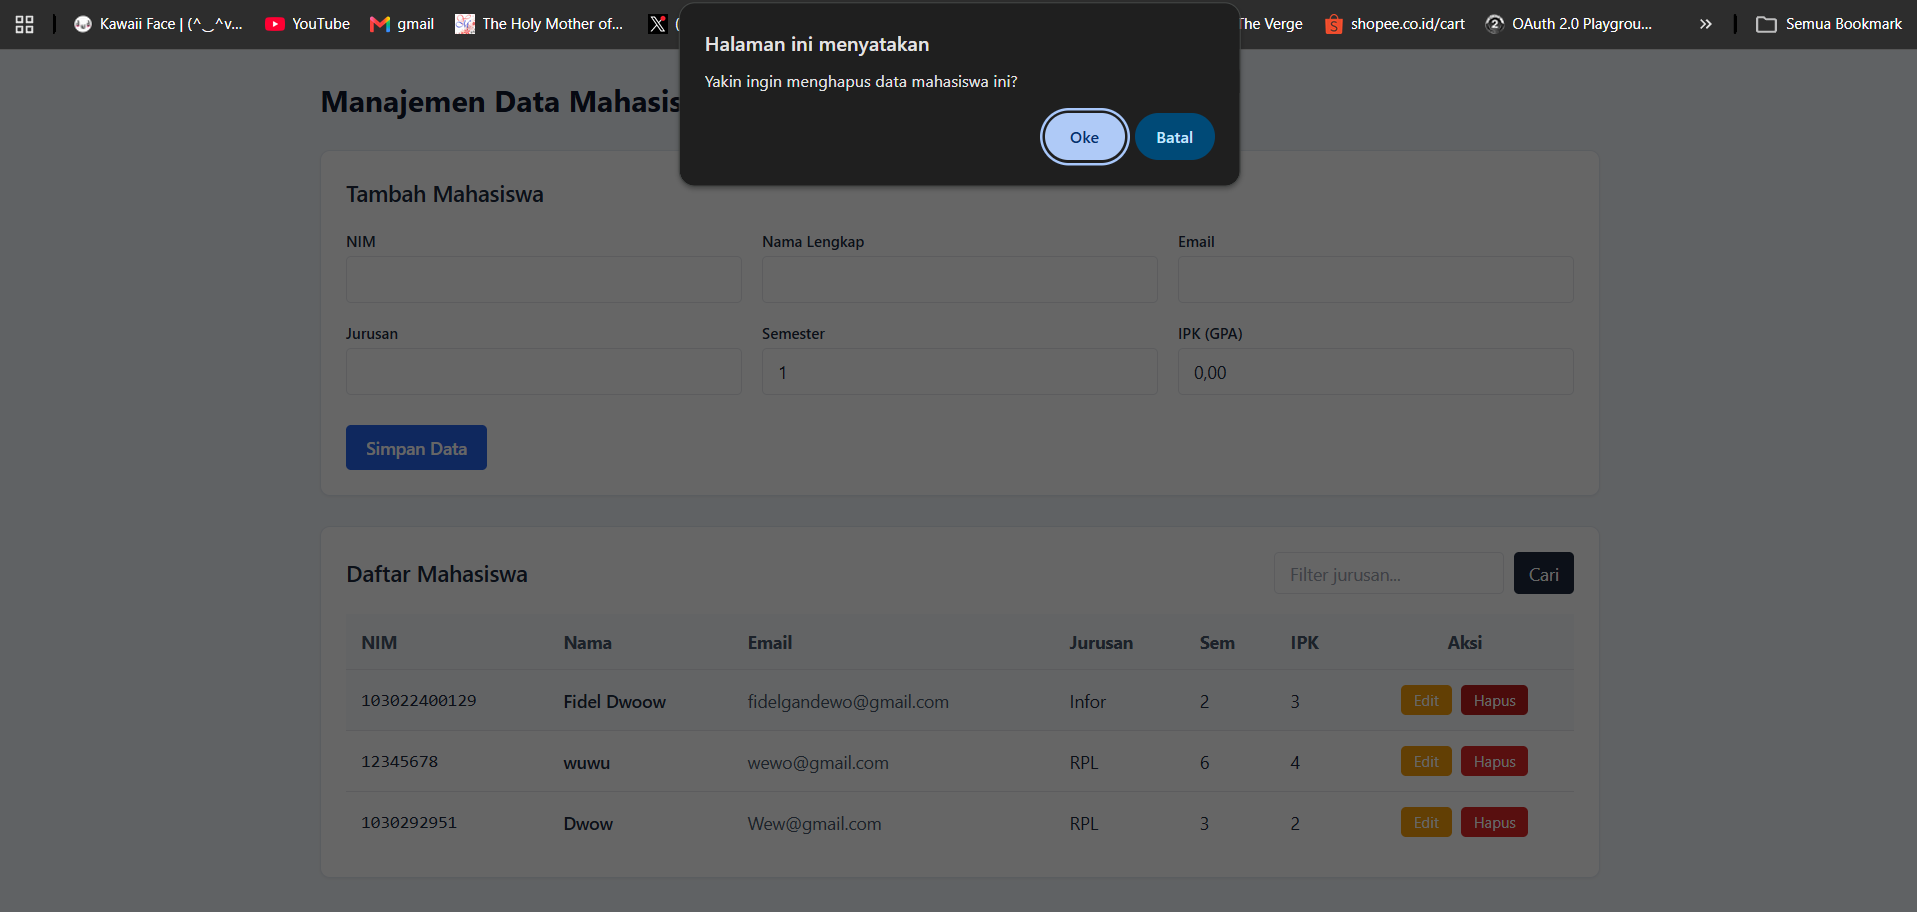 Kawaii Face | (^‿^v...
YouTube
gmail
The Holy Mother of...
(
The Verge
shopee.co.id/cart
OAuth 2.0 Playgrou...
»
Semua Bookmark
Halaman ini menyatakan
Yakin ingin menghapus data mahasiswa ini?
Oke
Batal
Manajemen Data Mahasis
Tambah Mahasiswa
NIM
Nama Lengkap
Email
Jurusan
Semester
1
IPK (GPA)
0,00
Simpan Data
Daftar Mahasiswa
Filter jurusan...
Cari
NIM Nama Email Jurusan Sem IPK Aksi
103022400129 Fidel Dwoow fidelgandewo@gmail.com Infor 2 3 Edit Hapus
12345678 wuwu wewo@gmail.com RPL 6 4 Edit Hapus
1030292951 Dwow Wew@gmail.com RPL 3 2 Edit Hapus